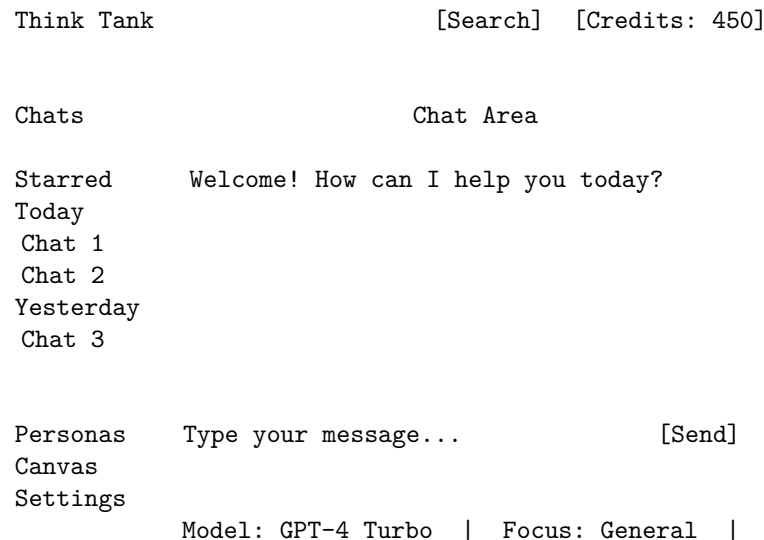 Think Tank [Search] [Credits: 450]
Chats Chat Area
Starred Welcome! How can I help you today?
Today
Chat 1
Chat 2
Yesterday
Chat 3
Personas Type your message... [Send]
Canvas
Settings
Model: GPT-4 Turbo | Focus: General |